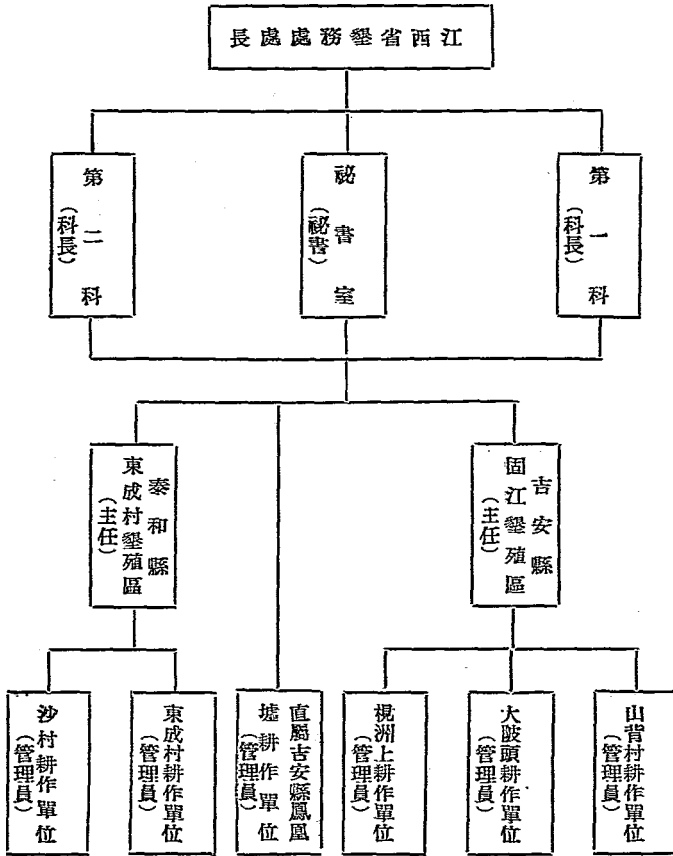 江西省墾務處處長
第一科
(科長)
祕書室
(祕書)
第二科
(科長)
吉安縣
固江墾殖區
(主任)
泰和縣
東成村墾殖區
(主任)
山背村耕作單位
(管理員)
大陂頭耕作單位
(管理員)
梘洲上耕作單位
(管理員)
直屬吉安縣鳳凰
墟耕作單位
(管理員)
東成村耕作單位
(管理員)
沙村耕作單位
(管理員)